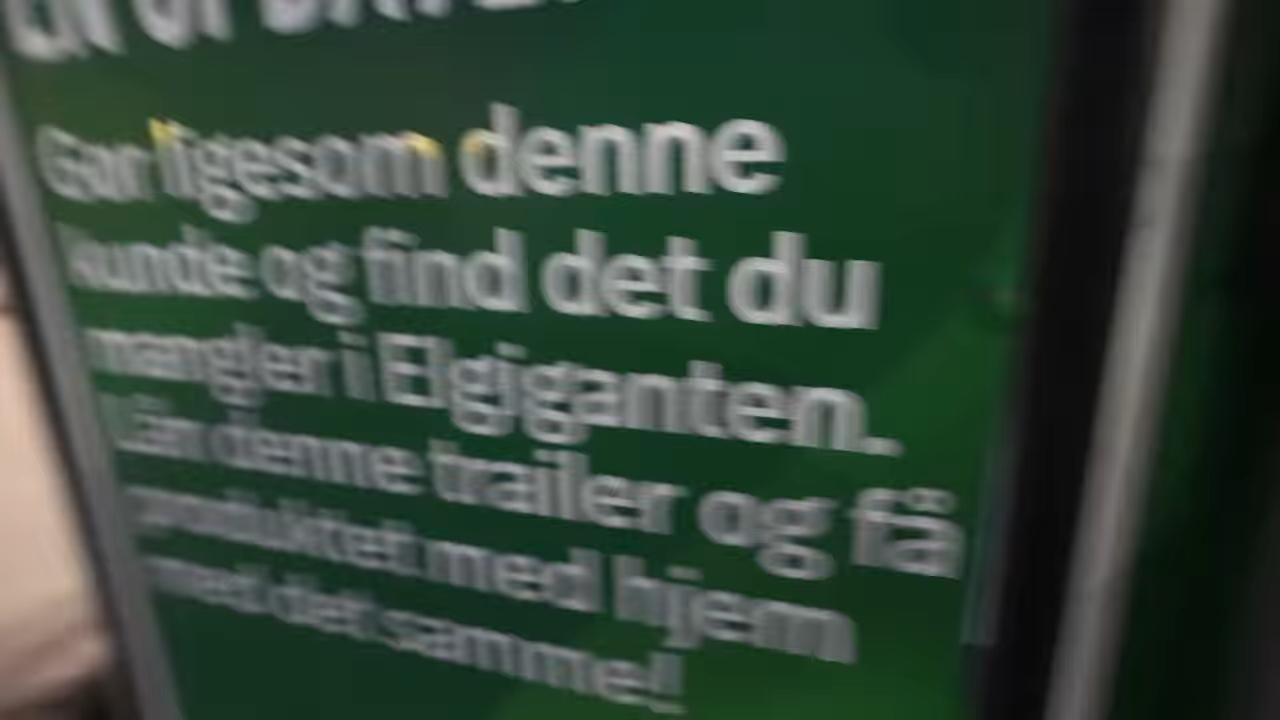 Gør ligesom denne
kunde og find det du
mangler i Elgiganten.
Lån denne trailer og få
produktet med hjem
med det samme!